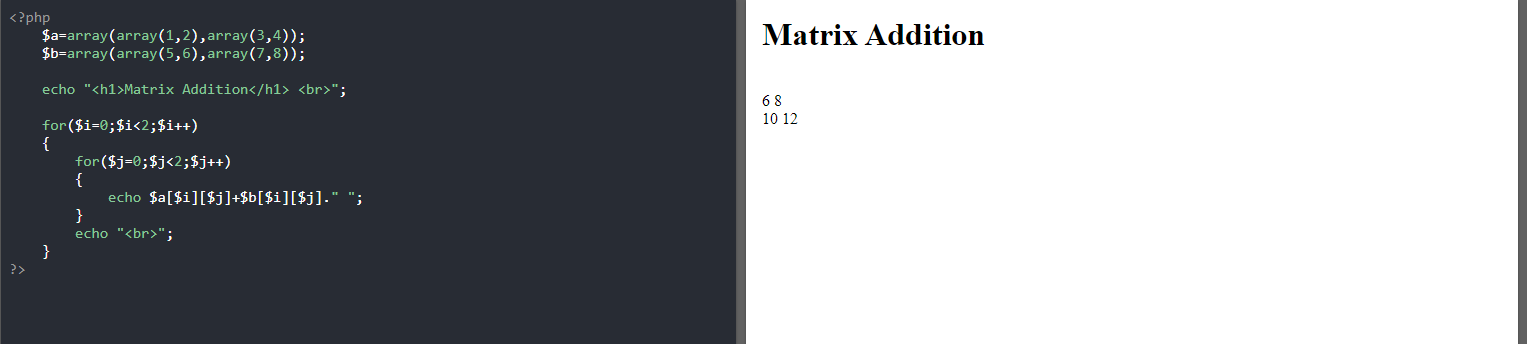 <?php
    $a=array(array(1,2),array(3,4));
    $b=array(array(5,6),array(7,8));
    echo "<h1>Matrix Addition</h1> <br>";
    for($i=0;$i<2;$i++)
    {
        for($j=0;$j<2;$j++)
        {
            echo $a[$i][$j]+$b[$i][$j]." ";
        }
        echo "<br>";
    }
?>
Matrix Addition
6 8
10 12